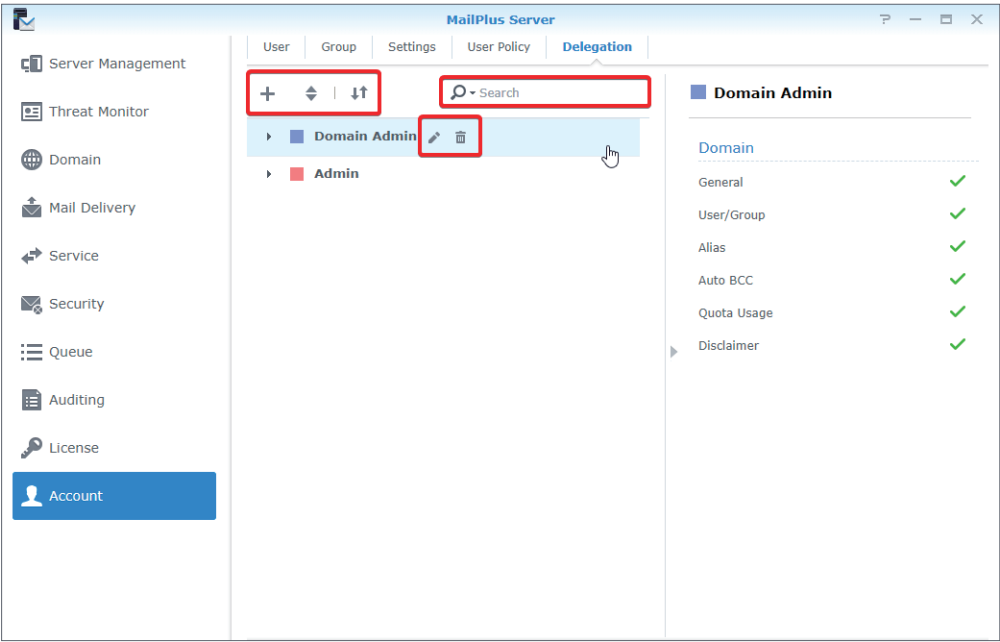 MailPlus Server
Server Management
Threat Monitor
Domain
Mail Delivery
Service
Security
Queue
Auditing
License
Account
User Group Settings User Policy Delegation
Search
Domain Admin
Admin
Domain Admin
Domain
General
User/Group
Alias
Auto BCC
Quota Usage
Disclaimer